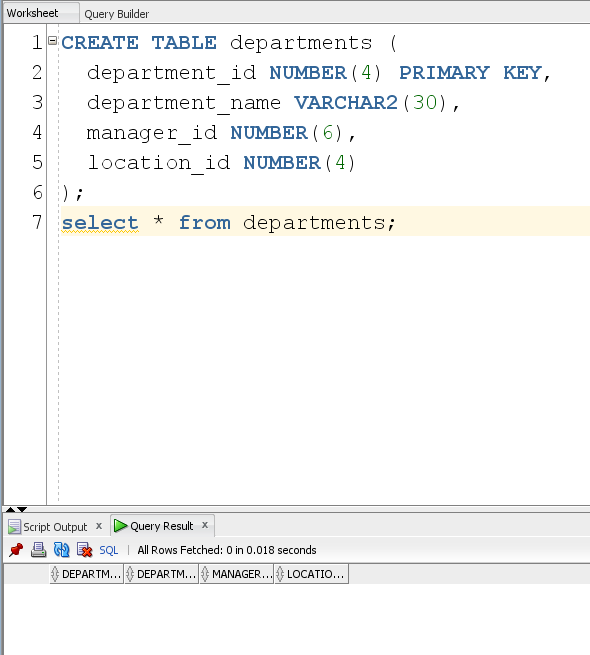 Worksheet Query Builder
1 CREATE TABLE departments (
2 department_id NUMBER(4) PRIMARY KEY,
3 department_name VARCHAR2(30),
4 manager_id NUMBER(6),
5 location_id NUMBER(4)
6 );
7 select * from departments;
Script Output x Query Result x
SQL | All Rows Fetched: 0 in 0.018 seconds
DEPARTM... DEPARTM... MANAGER... LOCATIO...